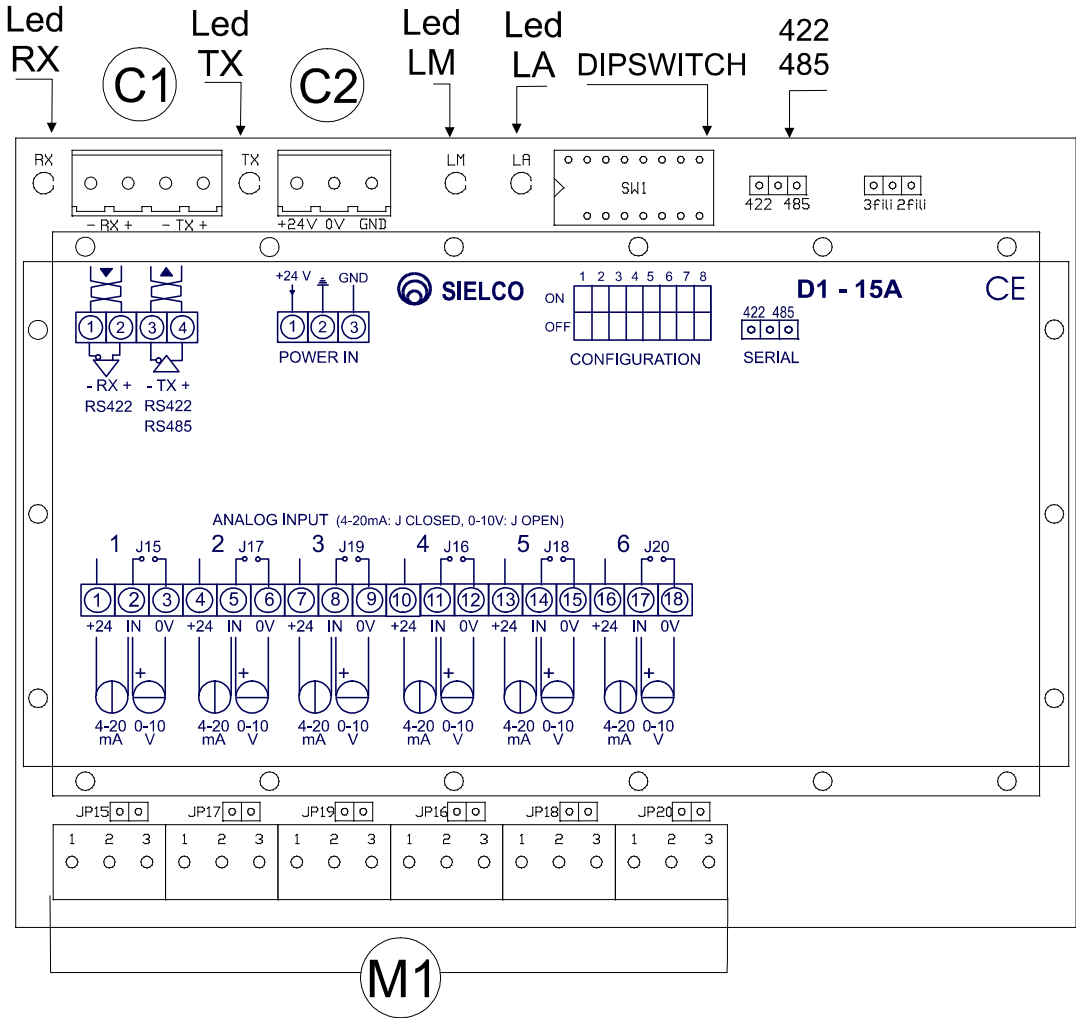 Led RX
C1
Led TX
C2
Led LM
Led LA
DIPSWITCH
422 485
RX
TX
LM
LA
SW1
422 485
3fili 2fili
- RX + - TX +
+24V 0V GND
1 2 3 4
- RX + - TX +
RS422 RS422
RS485
+24 V GND
1 2 3
POWER IN
SIELCO
1 2 3 4 5 6 7 8
ON
OFF
CONFIGURATION
D1 - 15A
CE
422 485
SERIAL
ANALOG INPUT (4-20mA: J CLOSED, 0-10V: J OPEN)
1 J15 2 J17 3 J19 4 J16 5 J18 6 J20
1 2 3 4 5 6 7 8 9 10 11 12 13 14 15 16 17 18
+24 IN 0V +24 IN 0V +24 IN 0V +24 IN 0V +24 IN 0V +24 IN 0V
+ + + + + +
4-20 0-10 4-20 0-10 4-20 0-10 4-20 0-10 4-20 0-10 4-20 0-10
mA V mA V mA V mA V mA V mA V
JP15 JP17 JP19 JP16 JP18 JP20
1 2 3 1 2 3 1 2 3 1 2 3 1 2 3 1 2 3
M1